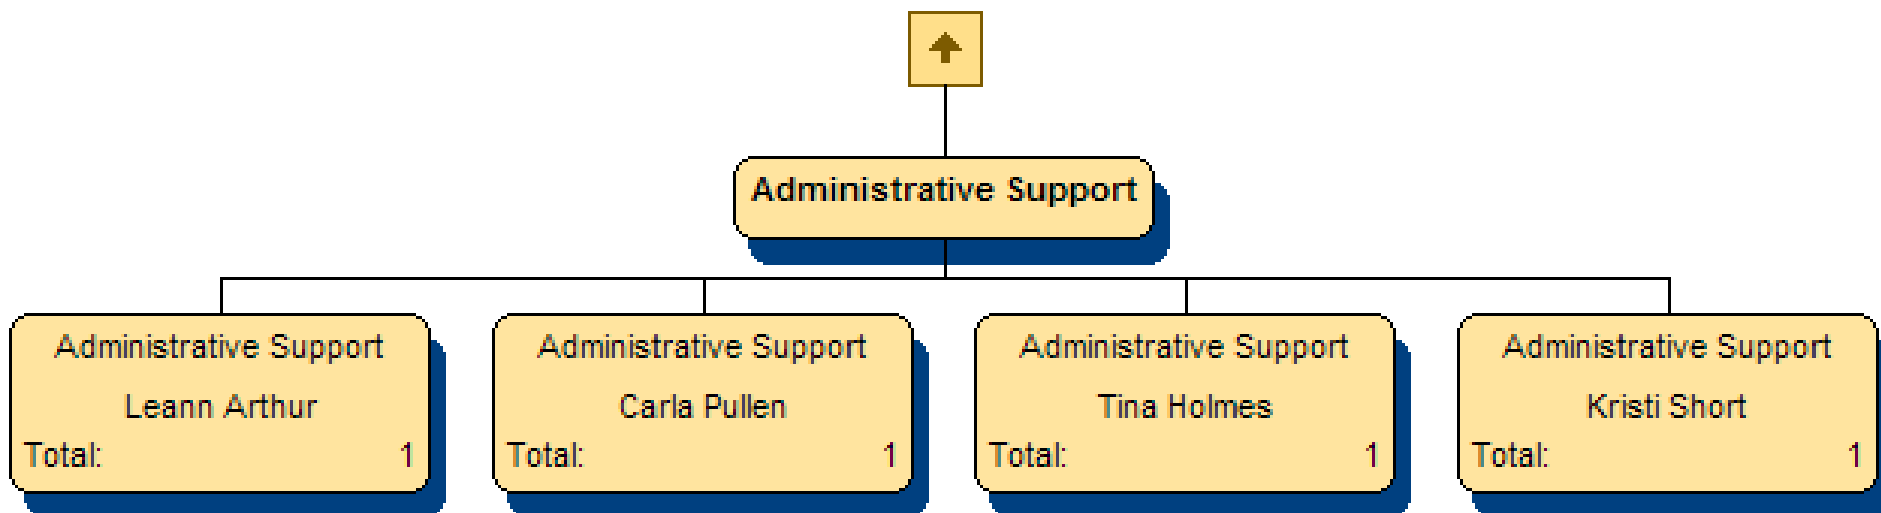 Administrative Support
Administrative Support
Leann Arthur
Total: 1
Administrative Support
Carla Pullen
Total: 1
Administrative Support
Tina Holmes
Total: 1
Administrative Support
Kristi Short
Total: 1